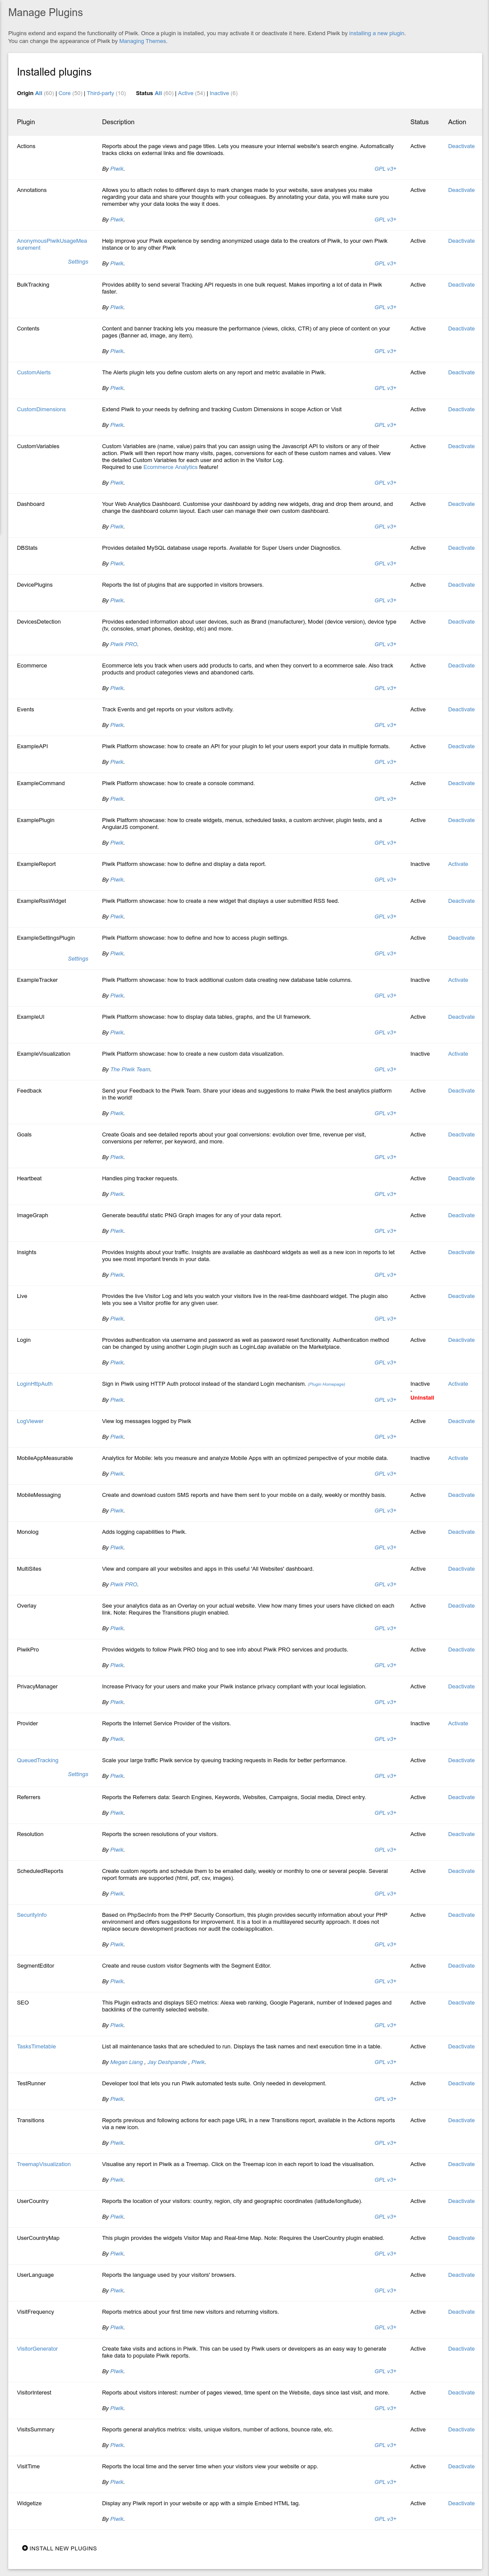 Manage Plugins
Plugins extend and expand the functionality of Piwik. Once a plugin is installed, you may activate it or deactivate it here. Extend Piwik by installing a new plugin.
You can change the appearance of Piwik by Managing Themes.
Installed plugins
Origin All (60) | Core (50) | Third-party (10) Status All (60) | Active (54) | Inactive (6)
Plugin Description Status Action
Actions Reports about the page views and page titles. Lets you measure your internal website's search engine. Automatically Active Deactivate
tracks clicks on external links and file downloads.
By Piwik. GPL v3+
Annotations Allows you to attach notes to different days to mark changes made to your website, save analyses you make Active Deactivate
regarding your data and share your thoughts with your colleagues. By annotating your data, you will make sure you
remember why your data looks the way it does.
By Piwik. GPL v3+
AnonymousPiwikUsageMea Help improve your Piwik experience by sending anonymized usage data to the creators of Piwik, to your own Piwik Active Deactivate
surement instance or to any other Piwik
Settings By Piwik. GPL v3+
BulkTracking Provides ability to send several Tracking API requests in one bulk request. Makes importing a lot of data in Piwik Active Deactivate
faster.
By Piwik. GPL v3+
Contents Content and banner tracking lets you measure the performance (views, clicks, CTR) of any piece of content on your Active Deactivate
pages (Banner ad, image, any item).
By Piwik. GPL v3+
CustomAlerts The Alerts plugin lets you define custom alerts on any report and metric available in Piwik. Active Deactivate
By Piwik. GPL v3+
CustomDimensions Extend Piwik to your needs by defining and tracking Custom Dimensions in scope Action or Visit Active Deactivate
By Piwik. GPL v3+
CustomVariables Custom Variables are (name, value) pairs that you can assign using the Javascript API to visitors or any of their Active Deactivate
action. Piwik will then report how many visits, pages, conversions for each of these custom names and values. View
the detailed Custom Variables for each user and action in the Visitor Log.
Required to use Ecommerce Analytics feature!
By Piwik. GPL v3+
Dashboard Your Web Analytics Dashboard. Customise your dashboard by adding new widgets, drag and drop them around, and Active Deactivate
change the dashboard column layout. Each user can manage their own custom dashboard.
By Piwik. GPL v3+
DBStats Provides detailed MySQL database usage reports. Available for Super Users under Diagnostics. Active Deactivate
By Piwik. GPL v3+
DevicePlugins Reports the list of plugins that are supported in visitors browsers. Active Deactivate
By Piwik. GPL v3+
DevicesDetection Provides extended information about user devices, such as Brand (manufacturer), Model (device version), device type Active Deactivate
(tv, consoles, smart phones, desktop, etc) and more.
By Piwik PRO. GPL v3+
Ecommerce Ecommerce lets you track when users add products to carts, and when they convert to a ecommerce sale. Also track Active Deactivate
products and product categories views and abandoned carts.
By Piwik. GPL v3+
Events Track Events and get reports on your visitors activity. Active Deactivate
By Piwik. GPL v3+
ExampleAPI Piwik Platform showcase: how to create an API for your plugin to let your users export your data in multiple formats. Active Deactivate
By Piwik. GPL v3+
ExampleCommand Piwik Platform showcase: how to create a console command. Active Deactivate
By Piwik. GPL v3+
ExamplePlugin Piwik Platform showcase: how to create widgets, menus, scheduled tasks, a custom archiver, plugin tests, and a Active Deactivate
AngularJS component.
By Piwik. GPL v3+
ExampleReport Piwik Platform showcase: how to define and display a data report. Inactive Activate
By Piwik. GPL v3+
ExampleRssWidget Piwik Platform showcase: how to create a new widget that displays a user submitted RSS feed. Active Deactivate
By Piwik. GPL v3+
ExampleSettingsPlugin Piwik Platform showcase: how to define and how to access plugin settings. Active Deactivate
By Piwik. GPL v3+
Settings
ExampleTracker Piwik Platform showcase: how to track additional custom data creating new database table columns. Inactive Activate
By Piwik. GPL v3+
ExampleUI Piwik Platform showcase: how to display data tables, graphs, and the UI framework. Active Deactivate
By Piwik. GPL v3+
ExampleVisualization Piwik Platform showcase: how to create a new custom data visualization. Inactive Activate
By The Piwik Team. GPL v3+
Feedback Send your Feedback to the Piwik Team. Share your ideas and suggestions to make Piwik the best analytics platform Active Deactivate
in the world!
By Piwik. GPL v3+
Goals Create Goals and see detailed reports about your goal conversions: evolution over time, revenue per visit, Active Deactivate
conversions per referrer, per keyword, and more.
By Piwik. GPL v3+
Heartbeat Handles ping tracker requests. Active Deactivate
By Piwik. GPL v3+
ImageGraph Generate beautiful static PNG Graph Images for any of your data report. Active Deactivate
By Piwik. GPL v3+
Insights Provides Insights about your traffic. Insights are available as dashboard widgets as well as a new icon in reports to let Active Deactivate
you see most important trends in your data.
By Piwik. GPL v3+
Live Provides the live Visitor Log and lets you watch your visitors live in the real-time dashboard widget. The plugin also Active Deactivate
lets you see a Visitor profile for any given user.
By Piwik. GPL v3+
Login Provides authentication via username and password as well as password reset functionality. Authentication method Active Deactivate
can be changed by using another Login plugin such as LoginLdap available on the Marketplace.
By Piwik. GPL v3+
LoginHttpAuth Sign in Piwik using HTTP Auth protocol instead of the standard Login mechanism. (Plugin Homepage) Inactive Activate
-
By Piwik. GPL v3+ Uninstall
LogViewer View log messages logged by Piwik Active Deactivate
By Piwik. GPL v3+
MobileAppMeasurable Analytics for Mobile: lets you measure and analyze Mobile Apps with an optimized perspective of your mobile data. Inactive Activate
By Piwik. GPL v3+
MobileMessaging Create and download custom SMS reports and have them sent to your mobile on a daily, weekly or monthly basis. Active Deactivate
By Piwik. GPL v3+
Monolog Adds logging capabilities to Piwik. Active Deactivate
By Piwik. GPL v3+
MultiSites View and compare all your websites and apps in this useful 'All Websites' dashboard. Active Deactivate
By Piwik PRO. GPL v3+
Overlay See your analytics data as an Overlay on your actual website. View how many times your users have clicked on each Active Deactivate
link. Note: Requires the Transitions plugin enabled.
By Piwik. GPL v3+
PiwikPro Provides widgets to follow Piwik PRO blog and to see info about Piwik PRO services and products. Active Deactivate
By Piwik. GPL v3+
PrivacyManager Increase Privacy for your users and make your Piwik instance privacy compliant with your local legislation. Active Deactivate
By Piwik. GPL v3+
Provider Reports the Internet Service Provider of the visitors. Inactive Activate
By Piwik. GPL v3+
QueuedTracking Scale your large traffic Piwik service by queuing tracking requests in Redis for better performance. Active Deactivate
Settings By Piwik. GPL v3+
Referrers Reports the Referrers data: Search Engines, Keywords, Websites, Campaigns, Social media, Direct entry. Active Deactivate
By Piwik. GPL v3+
Resolution Reports the screen resolutions of your visitors. Active Deactivate
By Piwik. GPL v3+
ScheduledReports Create custom reports and schedule them to be emailed daily, weekly or monthly to one or several people. Several Active Deactivate
report formats are supported (html, pdf, csv, images).
By Piwik. GPL v3+
SecurityInfo Based on PhpSecInfo from the PHP Security Consortium, this plugin provides security information about your PHP Active Deactivate
environment and offers suggestions for improvement. It is a tool in a multilayered security approach. It does not
replace secure development practices nor audit the code/application.
By Piwik. GPL v3+
SegmentEditor Create and reuse custom visitor Segments with the Segment Editor. Active Deactivate
By Piwik. GPL v3+
SEO This Plugin extracts and displays SEO metrics: Alexa web ranking, Google Pagerank, number of Indexed pages and Active Deactivate
backlinks of the currently selected website.
By Piwik. GPL v3+
TasksTimetable List all maintenance tasks that are scheduled to run. Displays the task names and next execution time in a table. Active Deactivate
By Megan Liang , Jay Deshpande , Piwik. GPL v3+
TestRunner Developer tool that lets you run Piwik automated tests suite. Only needed in development. Active Deactivate
By Piwik. GPL v3+
Transitions Reports previous and following actions for each page URL in a new Transitions report, available in the Actions reports Active Deactivate
via a new icon.
By Piwik. GPL v3+
TreemapVisualization Visualise any report in Piwik as a Treemap. Click on the Treemap icon in each report to load the visualisation. Active Deactivate
By Piwik. GPL v3+
UserCountry Reports the location of your visitors: country, region, city and geographic coordinates (latitude/longitude). Active Deactivate
By Piwik. GPL v3+
UserCountryMap This plugin provides the widgets Visitor Map and Real-time Map. Note: Requires the UserCountry plugin enabled. Active Deactivate
By Piwik. GPL v3+
UserLanguage Reports the language used by your visitors' browsers. Active Deactivate
By Piwik. GPL v3+
VisitFrequency Reports metrics about your first time new visitors and returning visitors. Active Deactivate
By Piwik. GPL v3+
VisitorGenerator Create fake visits and actions in Piwik. This can be used by Piwik users or developers as an easy way to generate Active Deactivate
fake data to populate Piwik reports.
By Piwik. GPL v3+
VisitorInterest Reports about visitors interest: number of pages viewed, time spent on the Website, days since last visit, and more. Active Deactivate
By Piwik. GPL v3+
VisitsSummary Reports general analytics metrics: visits, unique visitors, number of actions, bounce rate, etc. Active Deactivate
By Piwik. GPL v3+
VisitTime Reports the local time and the server time when your visitors view your website or app. Active Deactivate
By Piwik. GPL v3+
Widgetize Display any Piwik report in your website or app with a simple Embed HTML tag. Active Deactivate
By Piwik. GPL v3+
INSTALL NEW PLUGINS